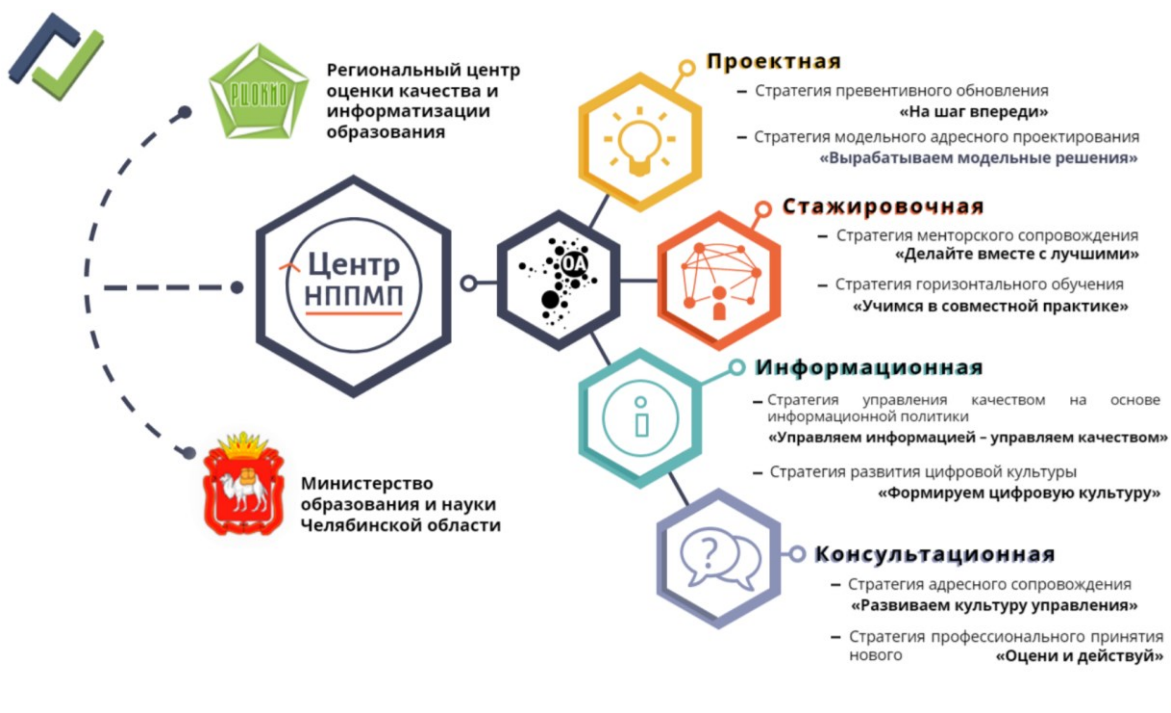 РЦОКИО
Региональный центр
оценки качества и
информатизации
образования
Центр
НППМП
Министерство
образования и науки
Челябинской области
ОА
Проектная
– Стратегия превентивного обновления
«На шаг впереди»
– Стратегия модельного адресного проектирования
«Вырабатываем модельные решения»
Стажировочная
– Стратегия менторского сопровождения
«Делайте вместе с лучшими»
– Стратегия горизонтального обучения
«Учимся в совместной практике»
Информационная
– Стратегия управления качеством на основе
информационной политики
«Управляем информацией – управляем качеством»
– Стратегия развития цифровой культуры
«Формируем цифровую культуру»
?
Консультационная
– Стратегия адресного сопровождения
«Развиваем культуру управления»
– Стратегия профессионального принятия
нового «Оцени и действуй»